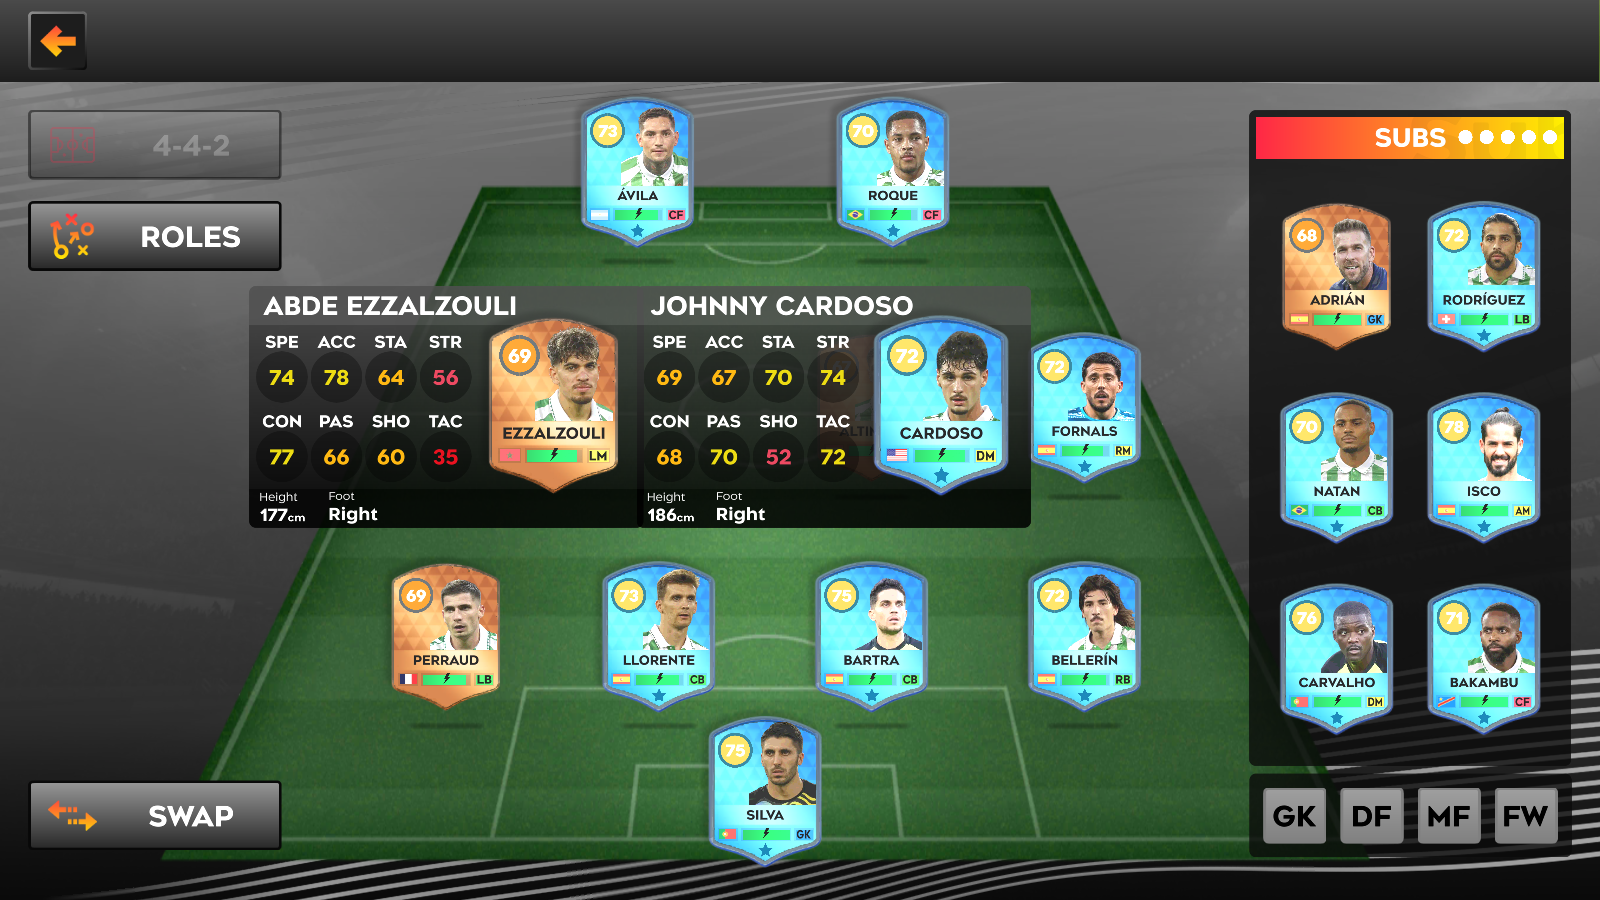 4-4-2
ROLES
73
ÁVILA
CF
70
ROQUE
CF
SUBS
68
ADRIÁN
GK
72
RODRÍGUEZ
LB
ABDE EZZALZOULI
SPE ACC STA STR
74 78 64 56
CON PAS SHO TAC
77 66 60 35
Height Foot
177cm Right
69
EZZALZOULI
LM
JOHNNY CARDOSO
SPE ACC STA STR
69 67 70 74
CON PAS SHO TAC
68 70 52 72
Height Foot
186cm Right
72
CARDOSO
DM
72
FORNALS
RM
70
NATAN
CB
78
ISCO
AM
69
PERRAUD
LB
73
LLORENTE
CB
75
BARTRA
CB
72
BELLERÍN
RB
76
CARVALHO
DM
71
BAKAMBU
CF
75
SILVA
GK
SWAP
GK DF MF FW